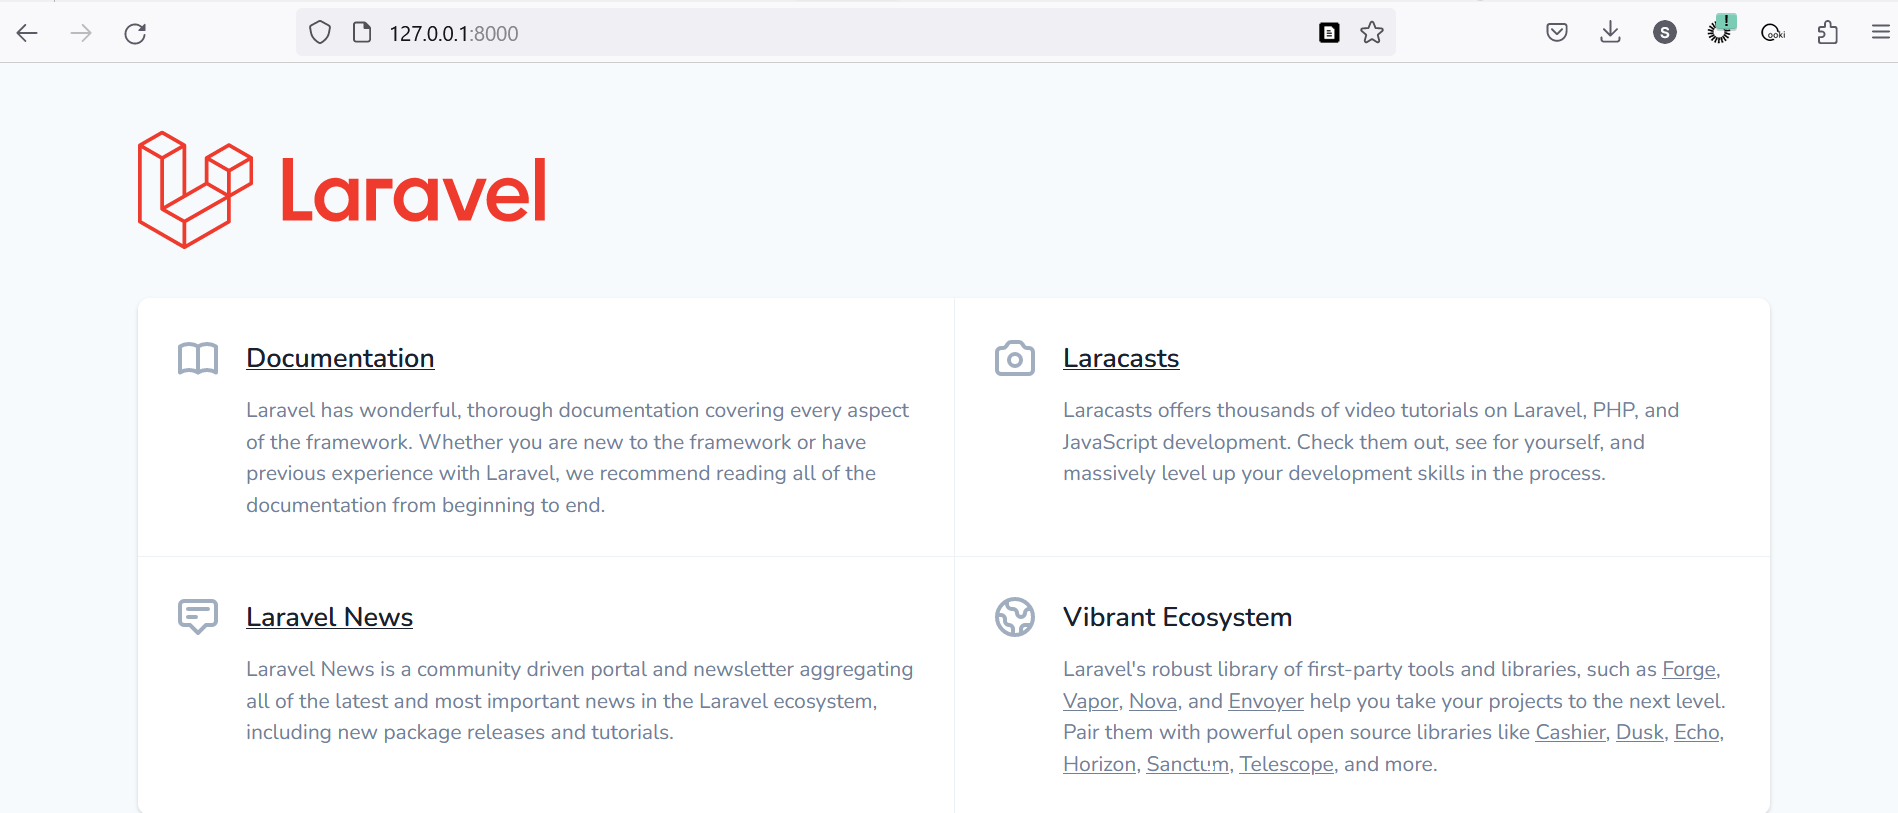 127.0.0.1:8000
S
!
ooki
Laravel
Documentation
Laravel has wonderful, thorough documentation covering every aspect
of the framework. Whether you are new to the framework or have
previous experience with Laravel, we recommend reading all of the
documentation from beginning to end.
Laracasts
Laracasts offers thousands of video tutorials on Laravel, PHP, and
JavaScript development. Check them out, see for yourself, and
massively level up your development skills in the process.
Laravel News
Laravel News is a community driven portal and newsletter aggregating
all of the latest and most important news in the Laravel ecosystem,
including new package releases and tutorials.
Vibrant Ecosystem
Laravel's robust library of first-party tools and libraries, such as Forge,
Vapor, Nova, and Envoyer help you take your projects to the next level.
Pair them with powerful open source libraries like Cashier, Dusk, Echo,
Horizon, Sanctum, Telescope, and more.